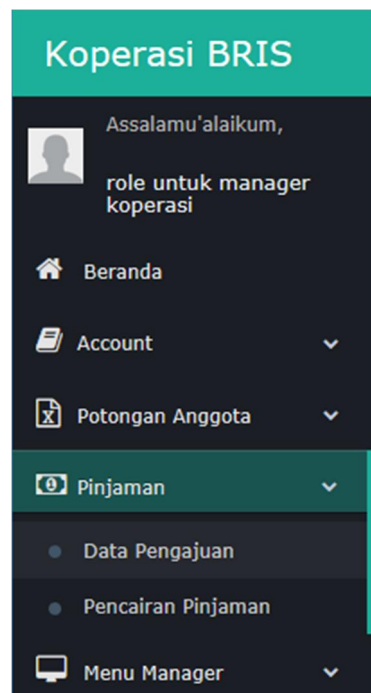 Koperasi BRIS
Assalamu'alaikum,
role untuk manager
koperasi
Beranda
Account
Potongan Anggota
Pinjaman
Data Pengajuan
Pencairan Pinjaman
Menu Manager